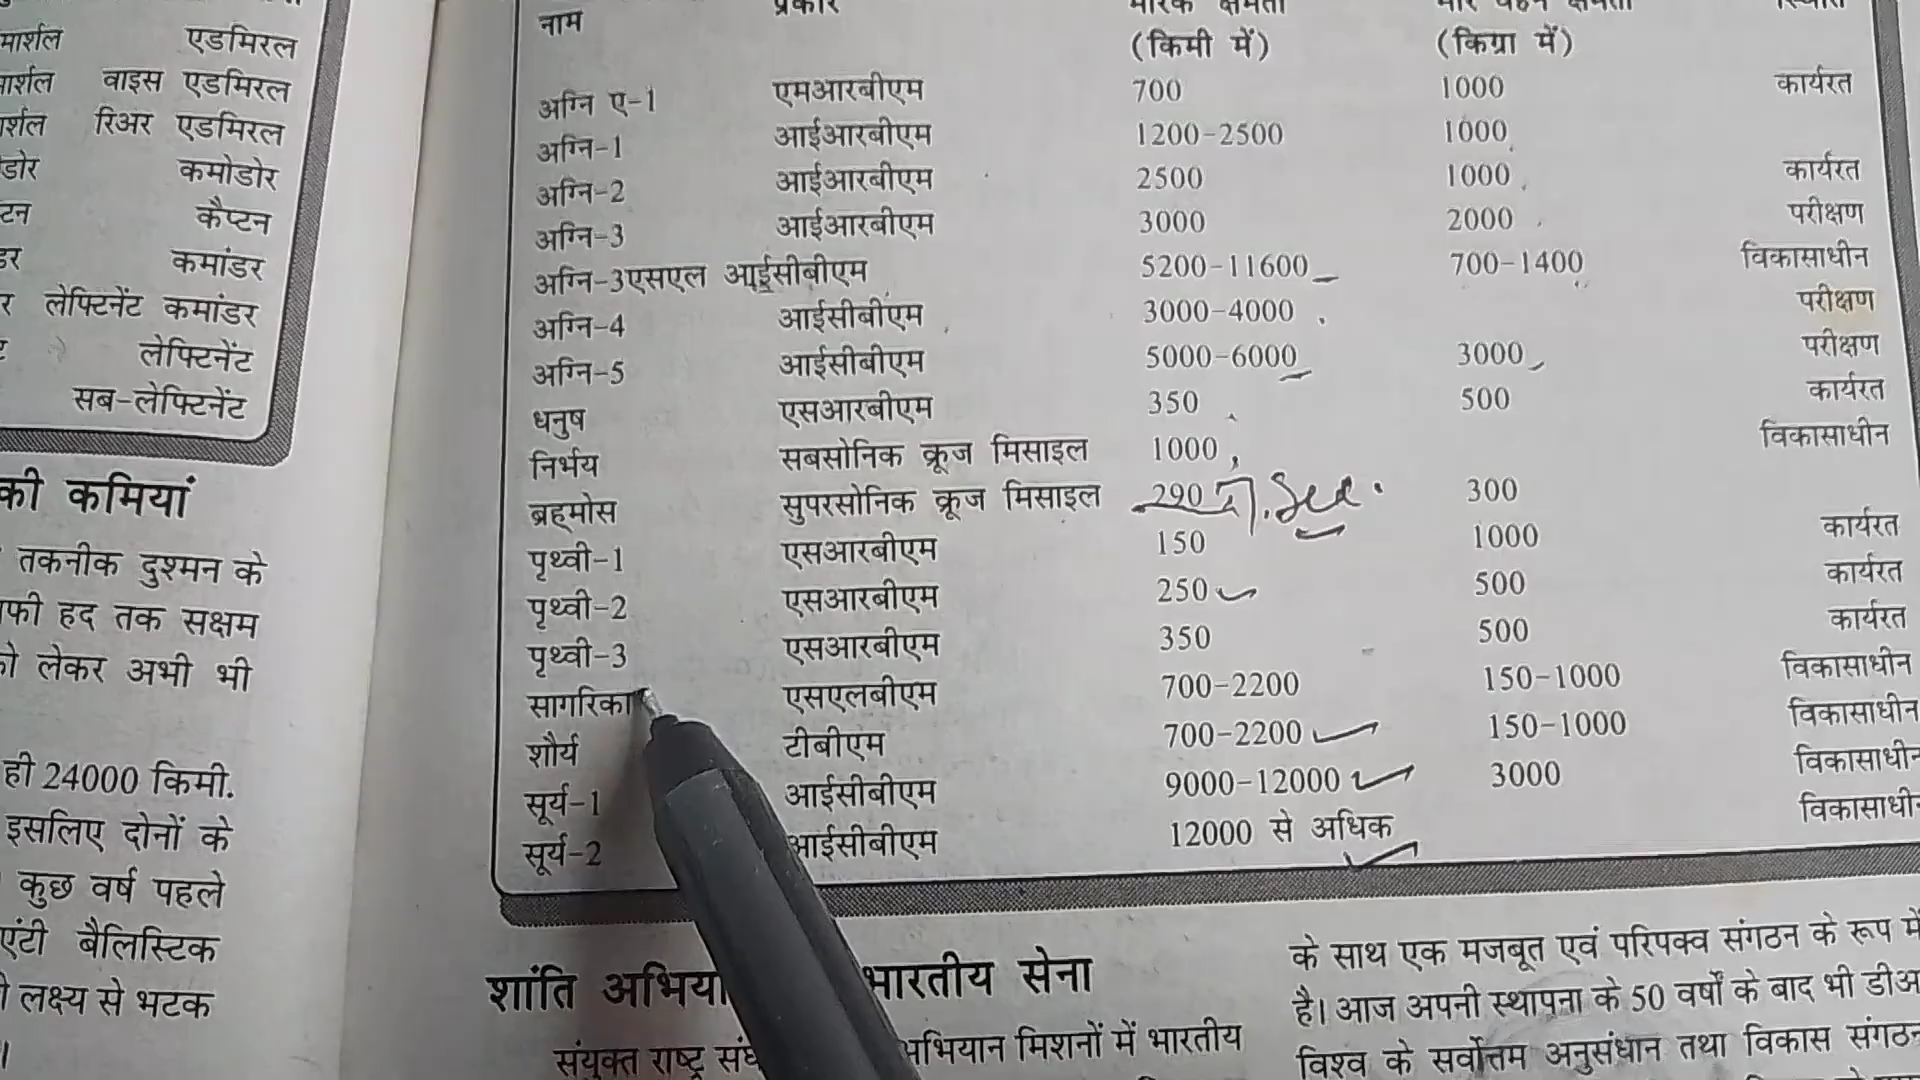 मार्शल एडमिरल
वाइस एडमिरल
रिअर एडमिरल
कमोडोर
कैप्टन
कमांडर
लेफ्टिनेंट कमांडर
लेफ्टिनेंट
सब-लेफ्टिनेंट
की कमियां
तकनीक दुश्मन के
हद तक सक्षम
लेकर अभी भी
ही 24000 किमी.
इसलिए दोनों के
कुछ वर्ष पहले
एंटी बैलिस्टिक
लक्ष्य से भटक
नाम प्रकार मारक क्षमता
(किमी में) (किग्रा में)
अग्नि ए-1 एमआरबीएम 700 1000 कार्यरत
अग्नि-1 आईआरबीएम 1200-2500 1000
अग्नि-2 आईआरबीएम 2500 1000 कार्यरत
अग्नि-3 आईआरबीएम 3000 2000 परीक्षण
अग्नि-3एसएल आईसीबीएम 5200-11600 700-1400 विकासाधीन
अग्नि-4 आईसीबीएम 3000-4000 परीक्षण
अग्नि-5 आईसीबीएम 5000-6000 3000 परीक्षण
धनुष एसआरबीएम 350 500 कार्यरत
निर्भय सबसोनिक क्रूज मिसाइल 1000 विकासाधीन
ब्रह्मोस सुपरसोनिक क्रूज मिसाइल 290 300
पृथ्वी-1 एसआरबीएम 150 1000 कार्यरत
पृथ्वी-2 एसआरबीएम 250 500 कार्यरत
पृथ्वी-3 एसआरबीएम 350 500 कार्यरत
सागरिका एसएलबीएम 700-2200 150-1000 विकासाधीन
शौर्य टीबीएम 700-2200 150-1000 विकासाधीन
सूर्य-1 आईसीबीएम 9000-12000 3000 विकासाधीन
सूर्य-2 आईसीबीएम 12000 से अधिक
शांति भारतीय सेना
संयुक्त राष्ट्र अभियान मिशनों में भारतीय
के साथ एक मजबूत एवं परिपक्व संगठन के रूप में
है। आज अपनी स्थापना के 50 वर्षों के बाद भी
विश्व के सर्वोत्तम अनुसंधान तथा विकास संगठन